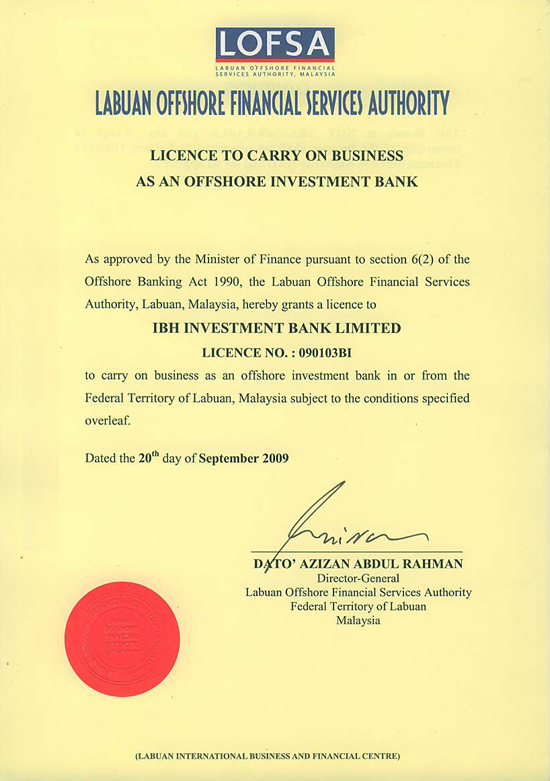 LOFSA
LABUAN OFFSHORE FINANCIAL
SERVICES AUTHORITY, MALAYSIA
LABUAN OFFSHORE FINANCIAL SERVICES AUTHORITY
LICENCE TO CARRY ON BUSINESS
AS AN OFFSHORE INVESTMENT BANK
As approved by the Minister of Finance pursuant to section 6(2) of the
Offshore Banking Act 1990, the Labuan Offshore Financial Services
Authority, Labuan, Malaysia, hereby grants a licence to
IBH INVESTMENT BANK LIMITED
LICENCE NO. : 090103BI
to carry on business as an offshore investment bank in or from the
Federal Territory of Labuan, Malaysia subject to the conditions specified
overleaf.
Dated the 20th day of September 2009
DATO' AZIZAN ABDUL RAHMAN
Director-General
Labuan Offshore Financial Services Authority
Federal Territory of Labuan
Malaysia
(LABUAN INTERNATIONAL BUSINESS AND FINANCIAL CENTRE)